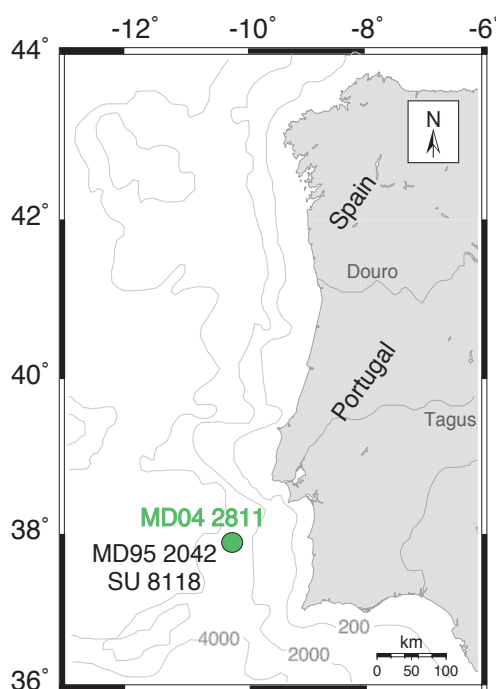 -12° -10° -8° -6°
44°
N
Spain
42°
Douro
Portugal
40°
Tagus
MD04 2811
38°
MD95 2042
SU 8118
200
4000
2000
km
0 50 100
36°